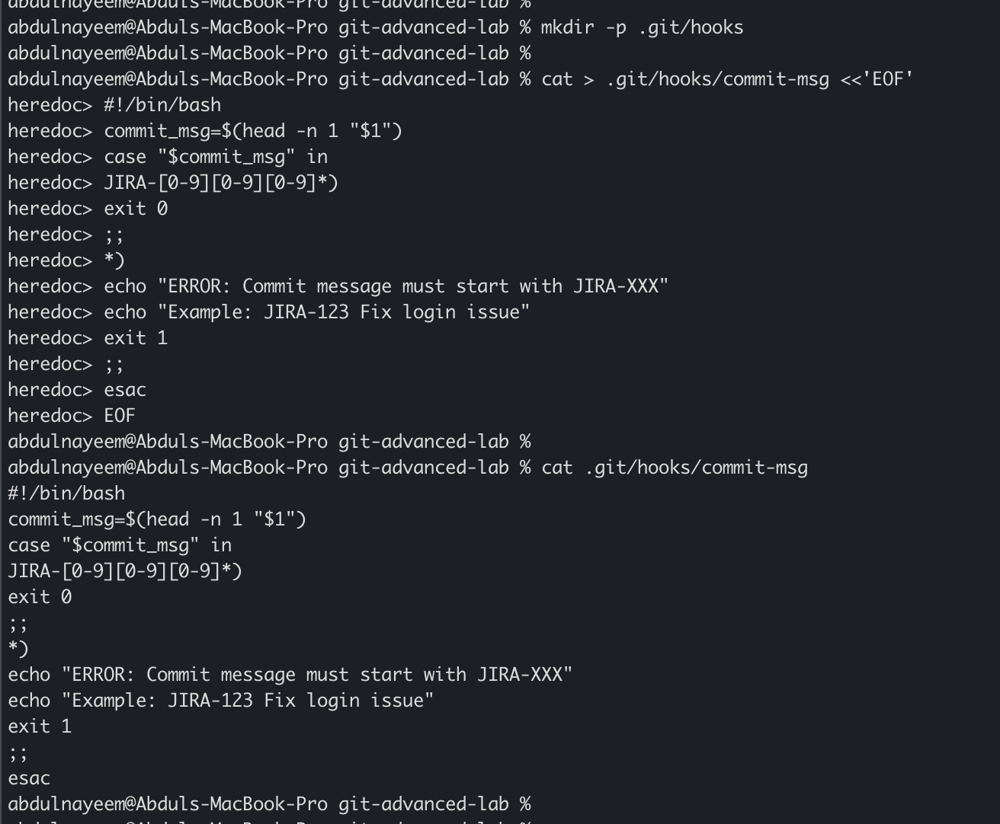 abdulnayeem@Abduls-MacBook-Pro git-advanced-lab %
abdulnayeem@Abduls-MacBook-Pro git-advanced-lab % mkdir -p .git/hooks
abdulnayeem@Abduls-MacBook-Pro git-advanced-lab %
abdulnayeem@Abduls-MacBook-Pro git-advanced-lab % cat > .git/hooks/commit-msg <<'EOF'
heredoc> #!/bin/bash
heredoc> commit_msg=$(head -n 1 "$1")
heredoc> case "$commit_msg" in
heredoc> JIRA-[0-9][0-9][0-9]*)
heredoc> exit 0
heredoc> ;;
heredoc> *)
heredoc> echo "ERROR: Commit message must start with JIRA-XXX"
heredoc> echo "Example: JIRA-123 Fix login issue"
heredoc> exit 1
heredoc> ;;
heredoc> esac
heredoc> EOF
abdulnayeem@Abduls-MacBook-Pro git-advanced-lab %
abdulnayeem@Abduls-MacBook-Pro git-advanced-lab % cat .git/hooks/commit-msg
#!/bin/bash
commit_msg=$(head -n 1 "$1")
case "$commit_msg" in
JIRA-[0-9][0-9][0-9]*)
exit 0
;;
*)
echo "ERROR: Commit message must start with JIRA-XXX"
echo "Example: JIRA-123 Fix login issue"
exit 1
;;
esac
abdulnayeem@Abduls-MacBook-Pro git-advanced-lab %